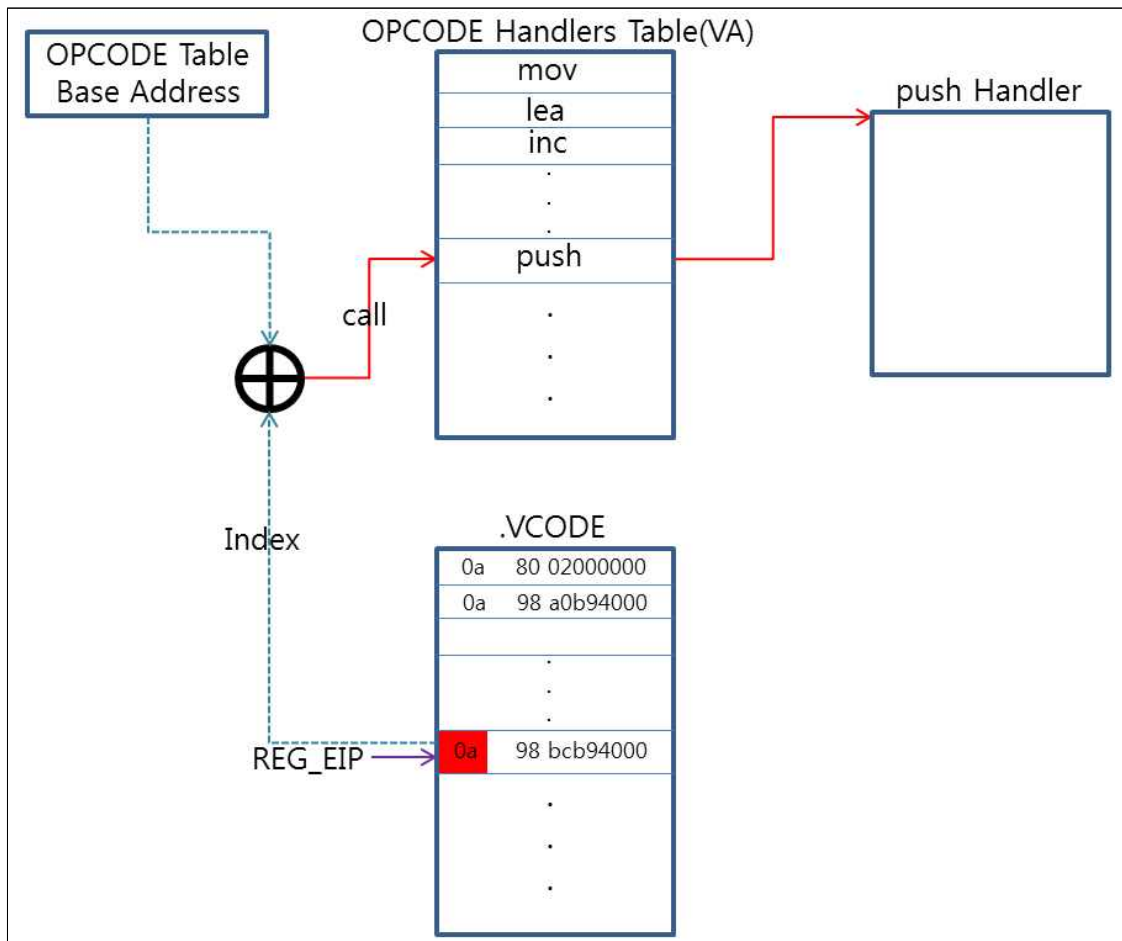 OPCODE Table
Base Address
OPCODE Handlers Table(VA)
mov
lea
inc
.
.
.
push
.
.
.
push Handler
call
Index
.VCODE
0a 80 02000000
0a 98 a0b94000
.
.
.
REG_EIP
0a 98 bcb94000
.
.
.